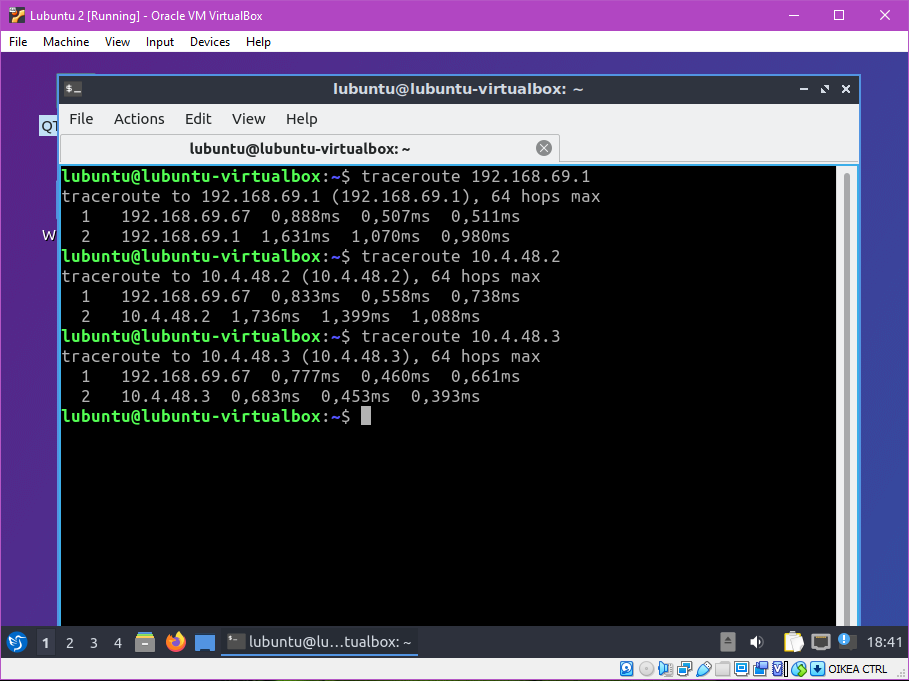 Lubuntu 2 [Running] - Oracle VM VirtualBox
File Machine View Input Devices Help
lubuntu@lubuntu-virtualbox: ~
File Actions Edit View Help
QT
lubuntu@lubuntu-virtualbox: ~
lubuntu@lubuntu-virtualbox:~$ traceroute 192.168.69.1
traceroute to 192.168.69.1 (192.168.69.1), 64 hops max
1 192.168.69.67 0,888ms 0,507ms 0,511ms
2 192.168.69.1 1,631ms 1,070ms 0,980ms
W
lubuntu@lubuntu-virtualbox:~$ traceroute 10.4.48.2
traceroute to 10.4.48.2 (10.4.48.2), 64 hops max
1 192.168.69.67 0,833ms 0,558ms 0,738ms
2 10.4.48.2 1,736ms 1,399ms 1,088ms
lubuntu@lubuntu-virtualbox:~$ traceroute 10.4.48.3
traceroute to 10.4.48.3 (10.4.48.3), 64 hops max
1 192.168.69.67 0,777ms 0,460ms 0,661ms
2 10.4.48.3 0,683ms 0,453ms 0,393ms
lubuntu@lubuntu-virtualbox:~$
1 2 3 4 lubuntu@lu...tualbox: ~ 18:41
OIKEA CTRL